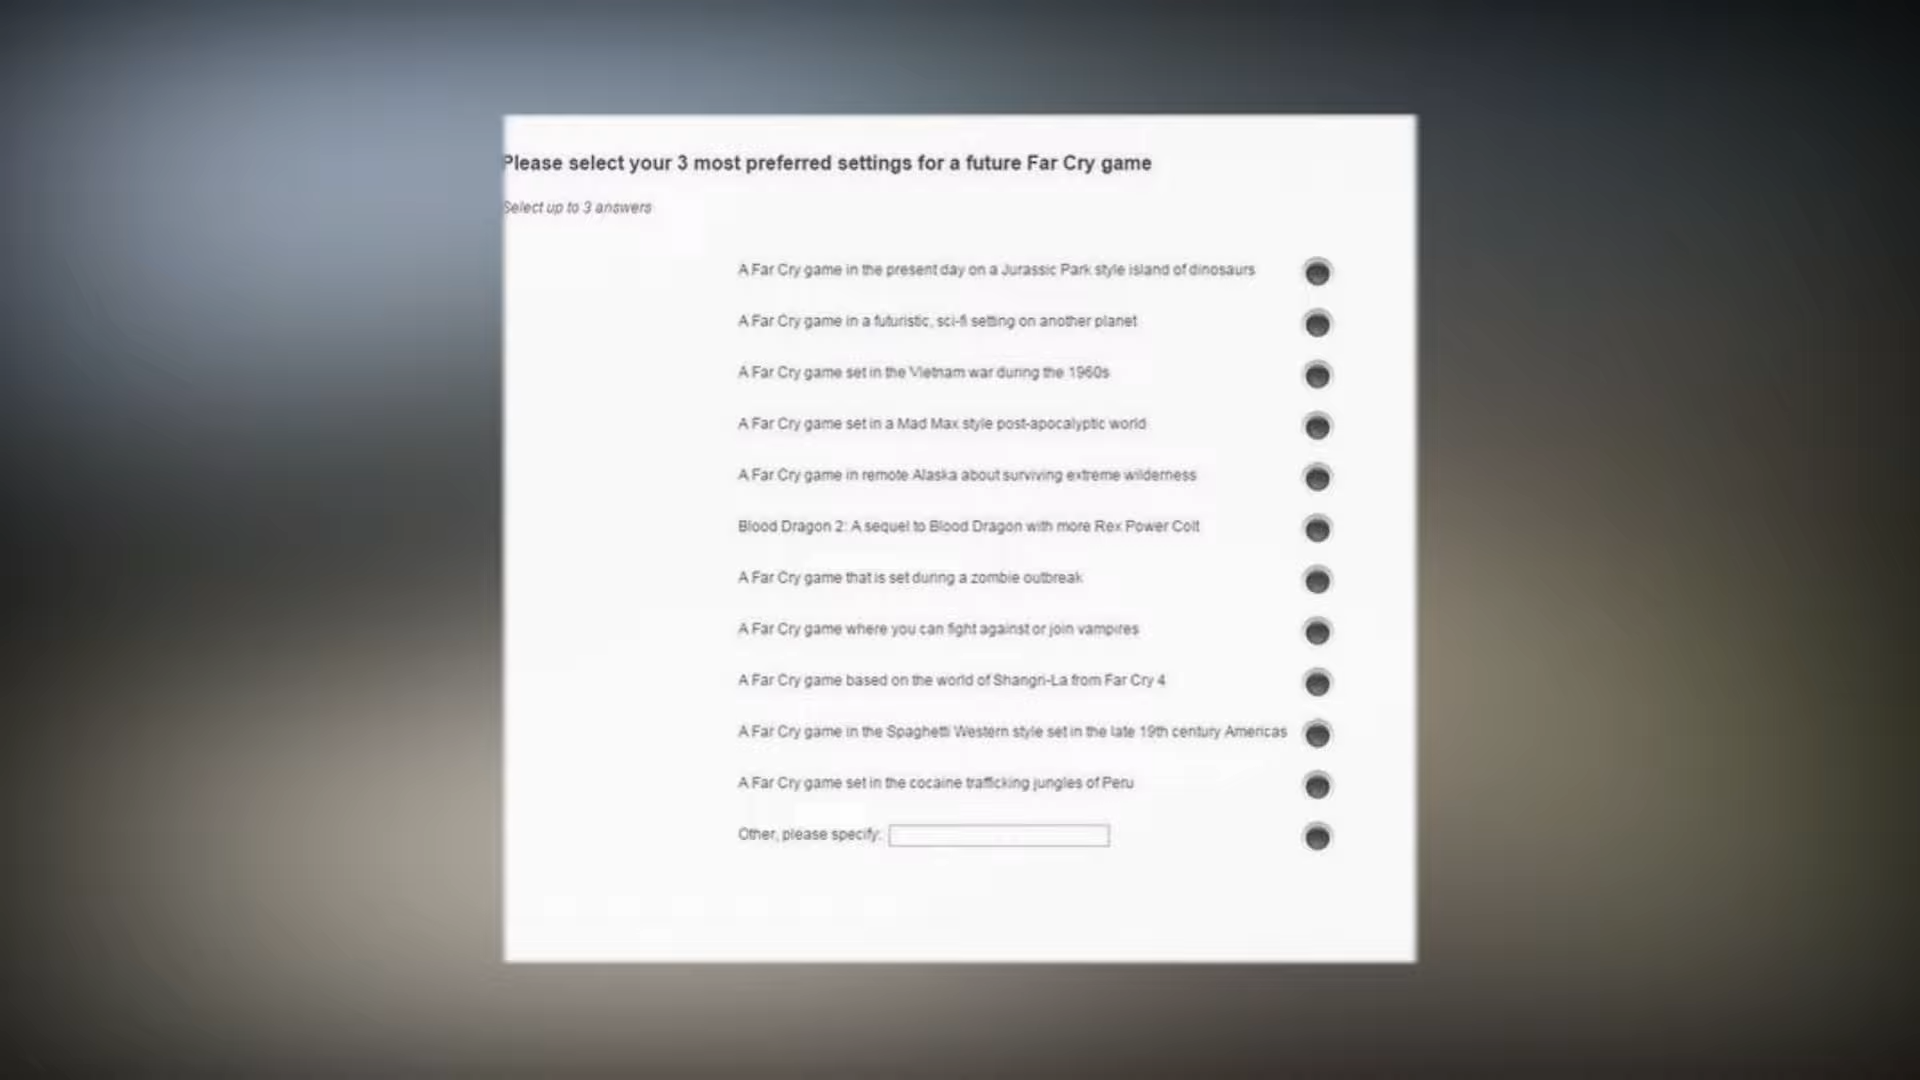 Please select your 3 most preferred settings for a future Far Cry game
Select up to 3 answers
A Far Cry game in the present day on a Jurassic Park style island of dinosaurs
A Far Cry game in a futuristic, sci-fi setting on another planet
A Far Cry game set in the Vietnam war during the 1960s
A Far Cry game set in a Mad Max style post-apocalyptic world
A Far Cry game in remote Alaska about surviving extreme wilderness
Blood Dragon 2: A sequel to Blood Dragon with more Rex Power Colt
A Far Cry game that is set during a zombie outbreak
A Far Cry game where you can fight against or join vampires
A Far Cry game based on the world of Shangri-La from Far Cry 4
A Far Cry game in the Spaghetti Western style set in the late 19th century Americas
A Far Cry game set in the cocaine trafficking jungles of Peru
Other, please specify: